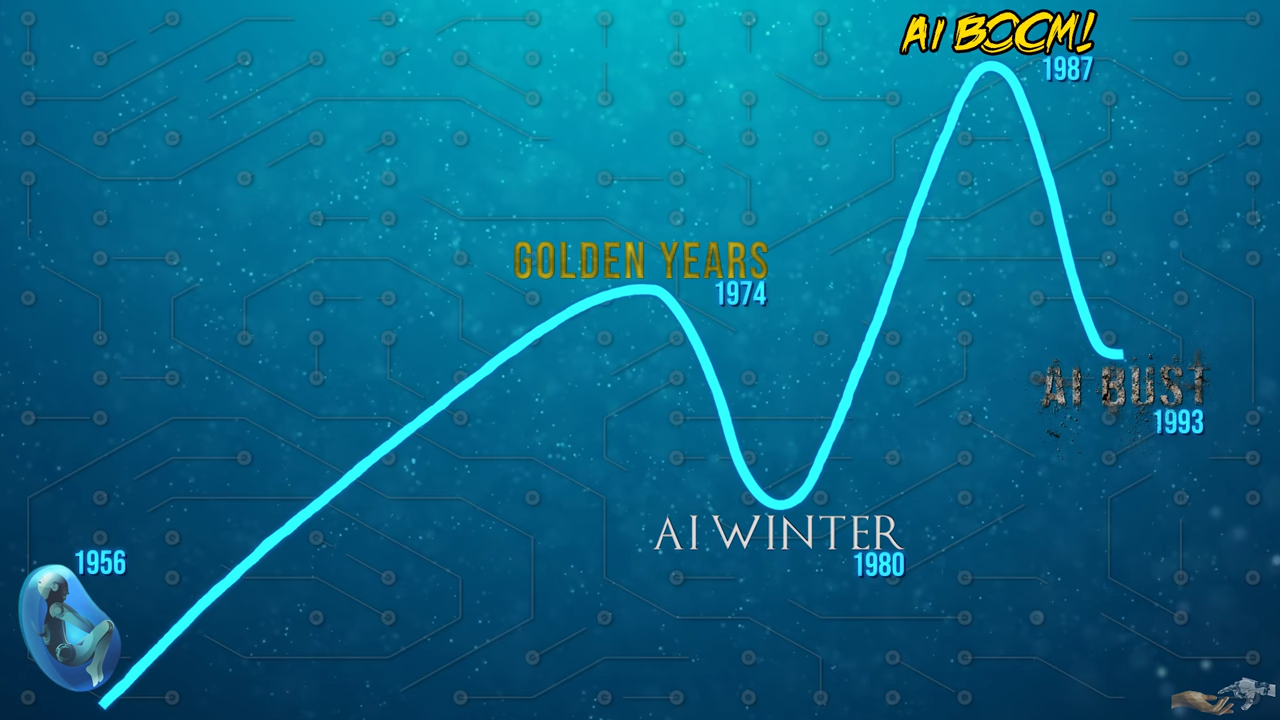 AI BOOM!
1987
GOLDEN YEARS
1974
AI BUST
1993
AI WINTER
1980
1956